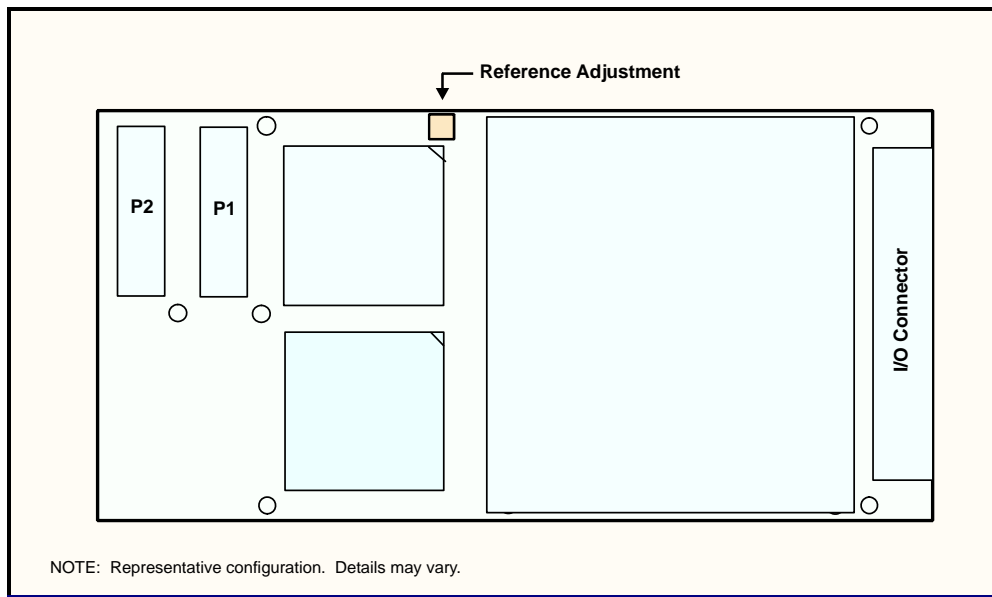 Reference Adjustment
P2
P1
I/O Connector
NOTE:  Representative configuration.  Details may vary.